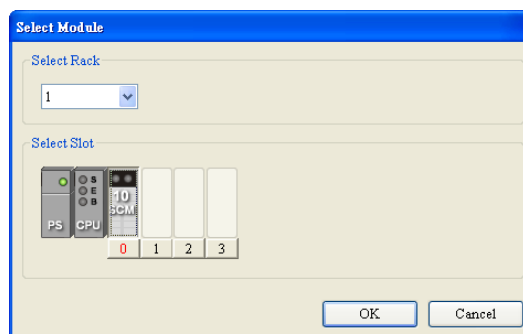 Select Module
Select Rack
1
Select Slot
S
E
B
10
SCM
PS CPU
0 1 2 3
OK Cancel